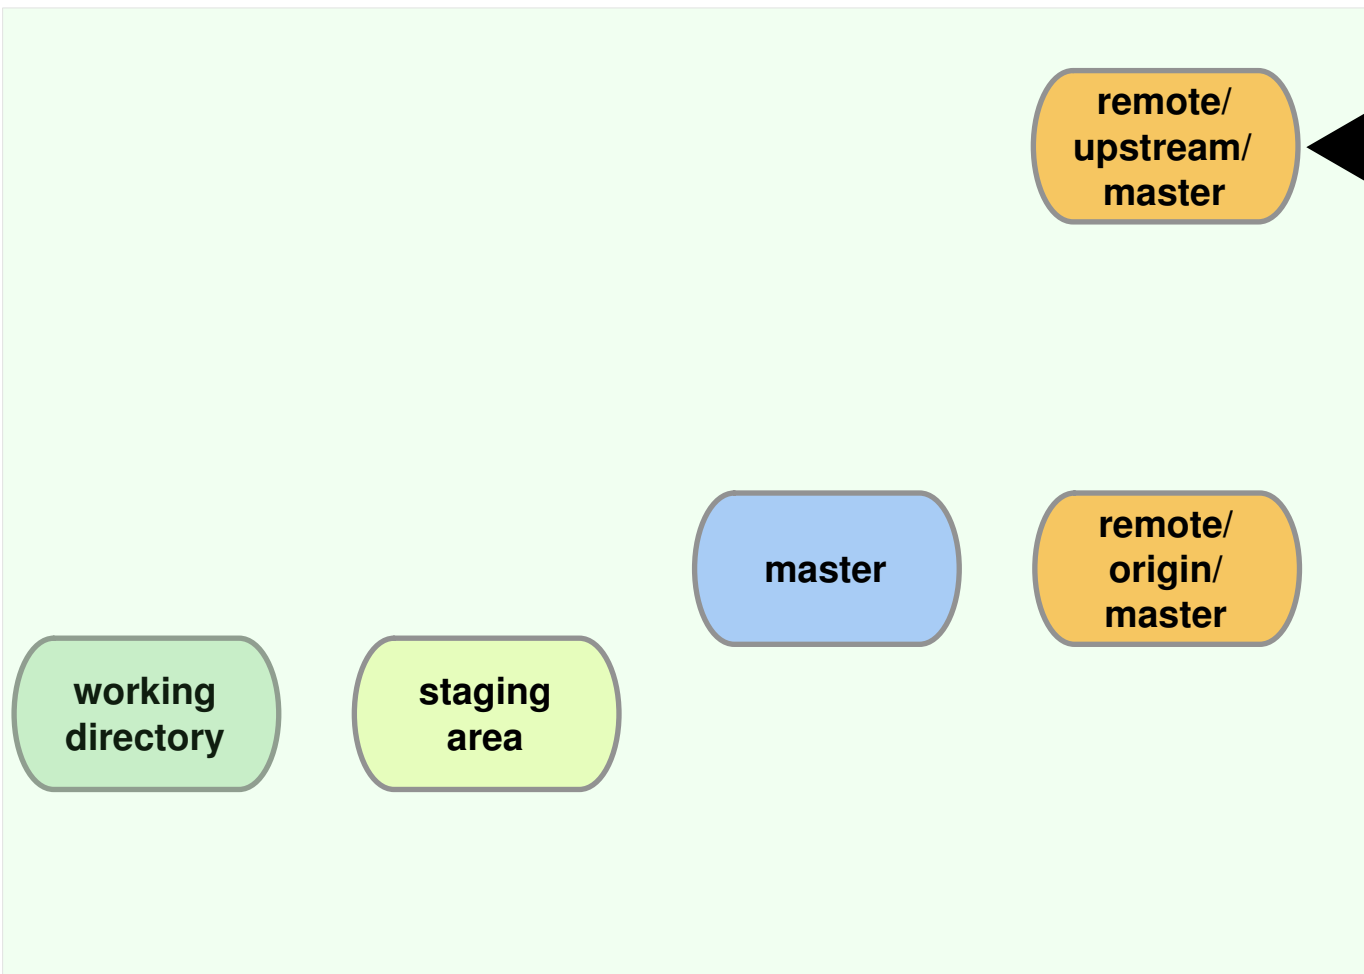 remote/
upstream/
master
master
remote/
origin/
master
working
directory
staging
area